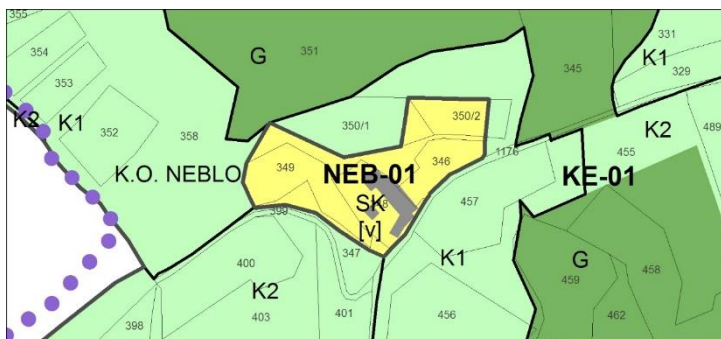 355
354
353
K2
K1
352
358
G
351
345
331
K1
329
K2
489
455
350/1
350/2
349
346
1176
K.O. NEBLO
NEB-01
KE-01
SK
[v]
399
347
457
K1
400
K2
403
398
401
456
G
459
458
462